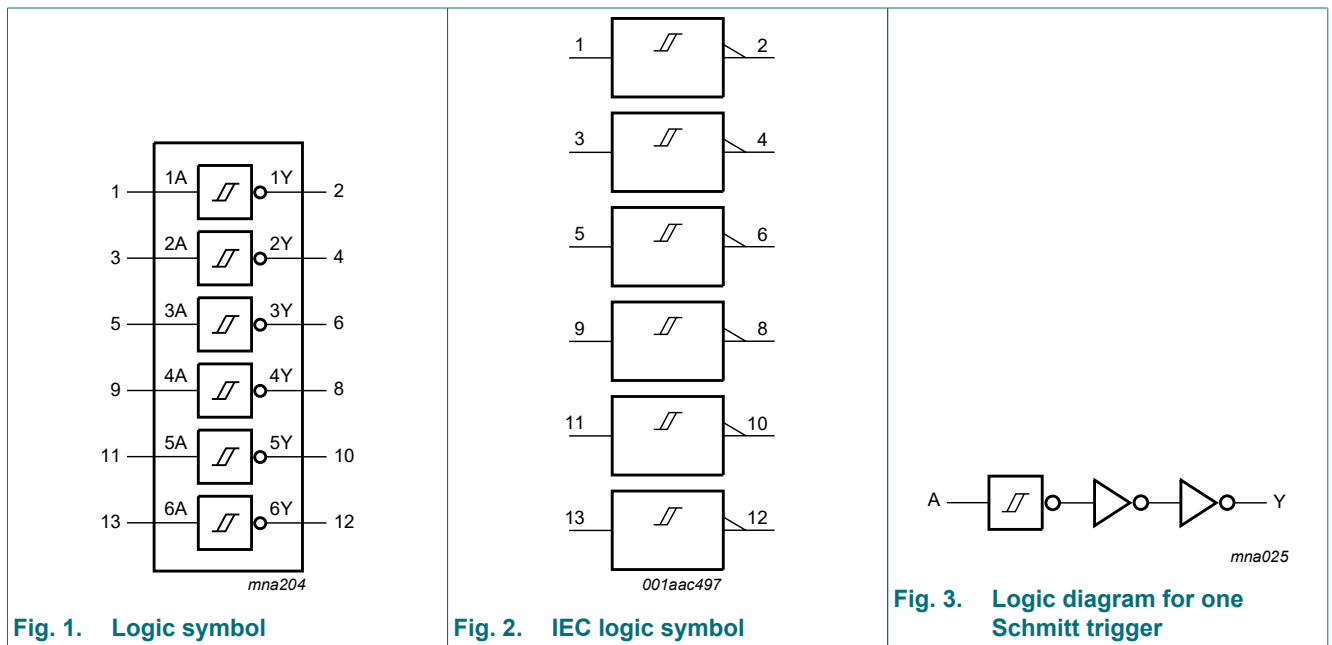 1A 1Y
1 2
2A 2Y
3 4
3A 3Y
5 6
4A 4Y
9 8
5A 5Y
11 10
6A 6Y
13 12
mna204
Fig. 1. Logic symbol
1 2
3 4
5 6
9 8
11 10
13 12
001aac497
Fig. 2. IEC logic symbol
A Y
mna025
Fig. 3. Logic diagram for one
Schmitt trigger